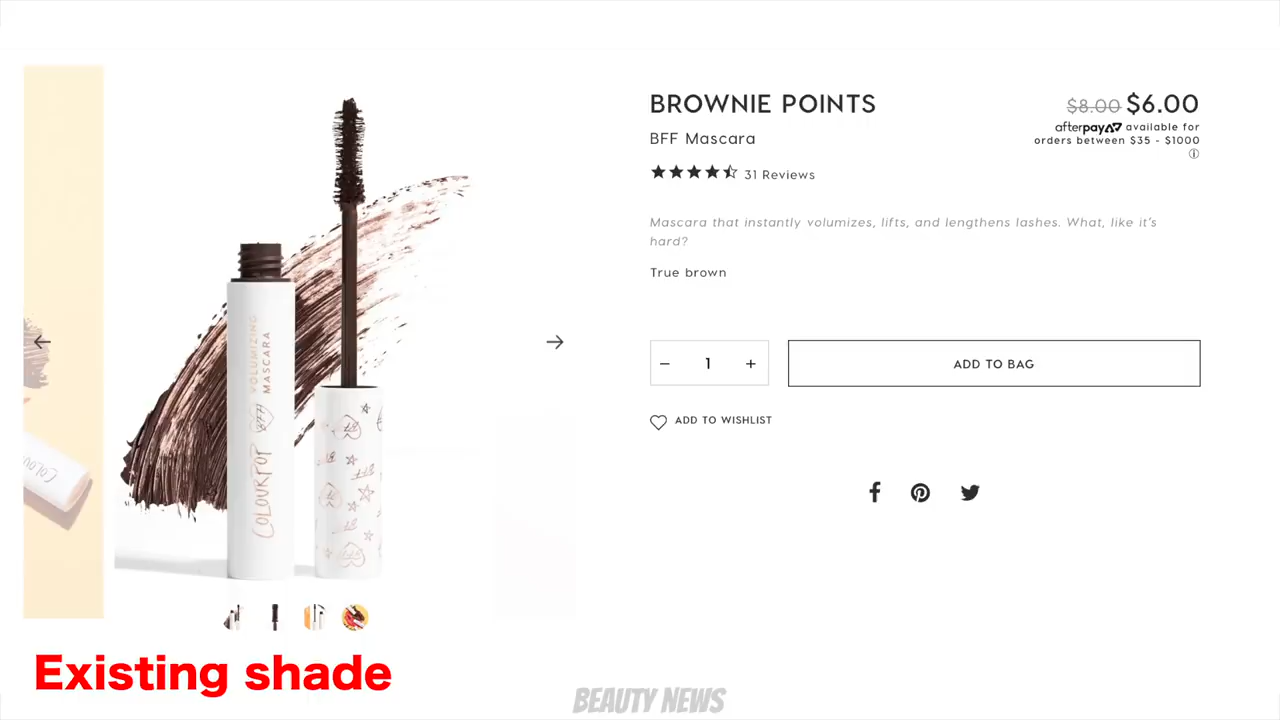 BROWNIE POINTS
$8.00 $6.00
BFF Mascara
afterpay available for
orders between $35 - $1000
31 Reviews
Mascara that instantly volumizes, lifts, and lengthens lashes. What, like it's
hard?
True brown
− 1 +
ADD TO BAG
ADD TO WISHLIST
COLOURPOP BFF VOLUMIZING
MASCARA
Existing shade
BEAUTY NEWS